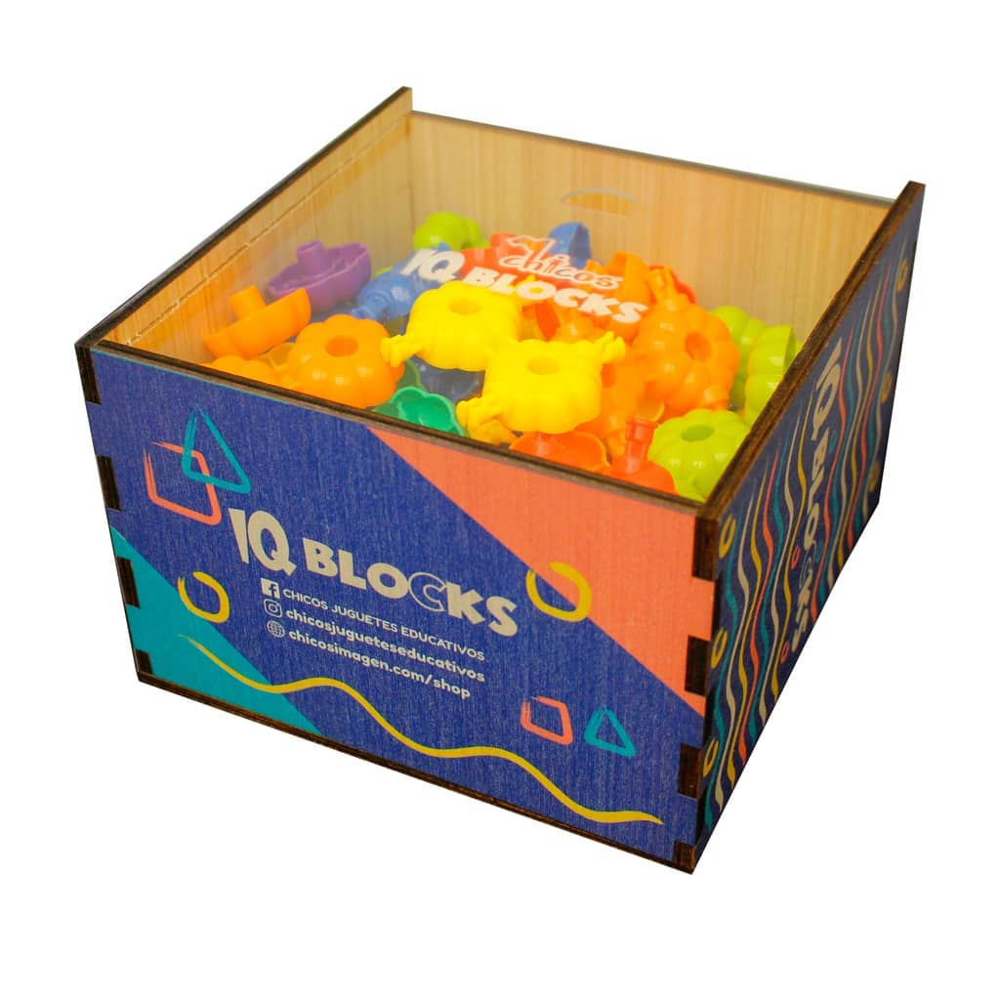 chicos
IQ BLOCKS
IQ BLOCKS
CHICOS JUGUETES EDUCATIVOS
chicosjugueteseducativos
chicosimagen.com/shop
IQ BLOCKS